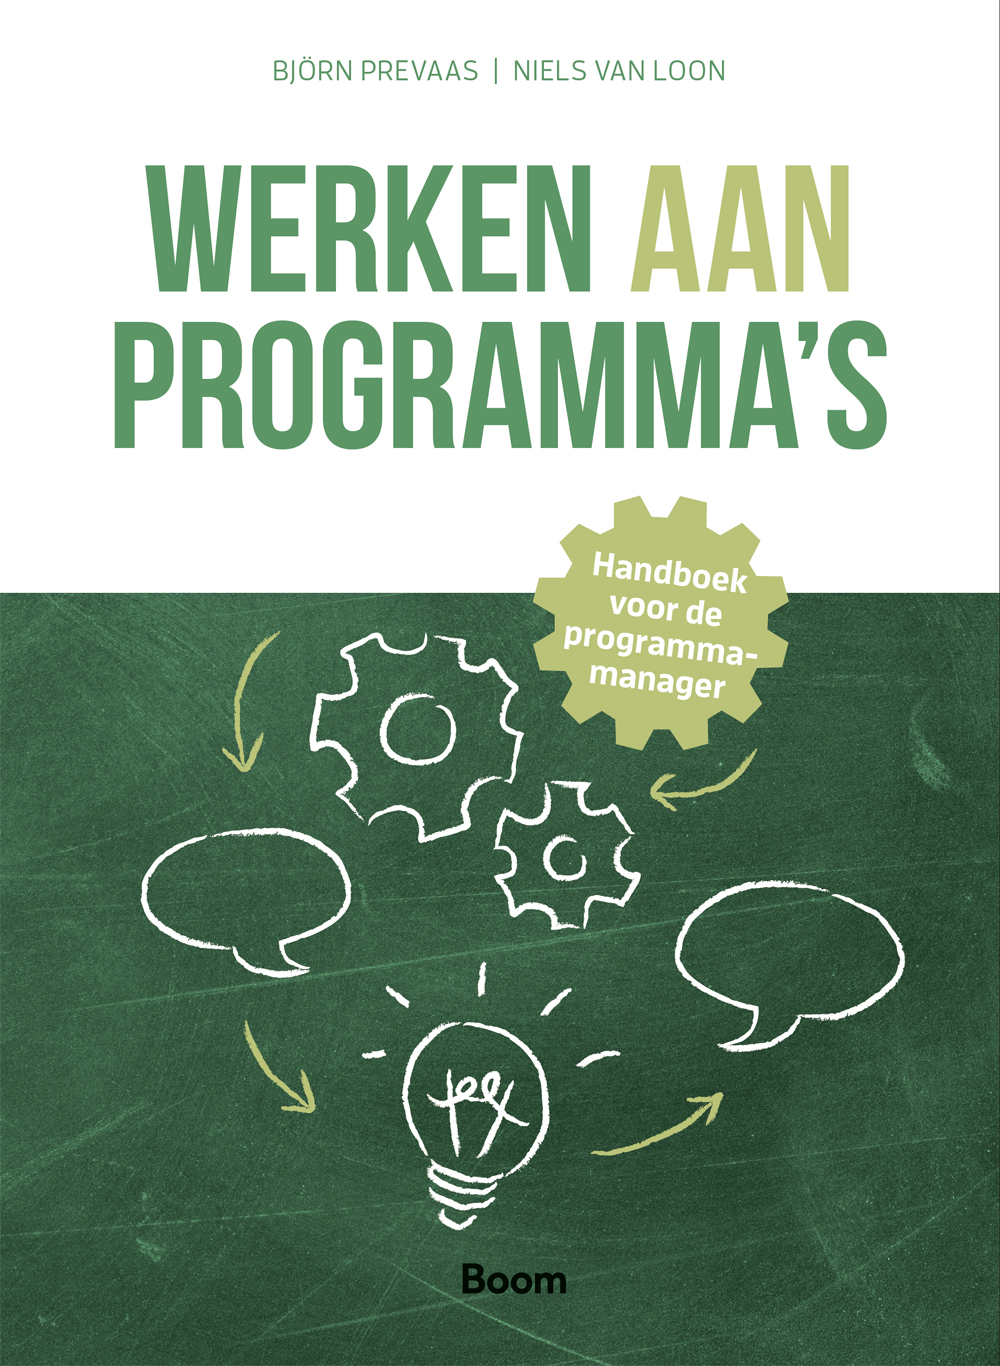 BJÖRN PREVAAS | NIELS VAN LOON
WERKEN AAN
PROGRAMMA’S
Handboek
voor de
programma-
manager
Boom